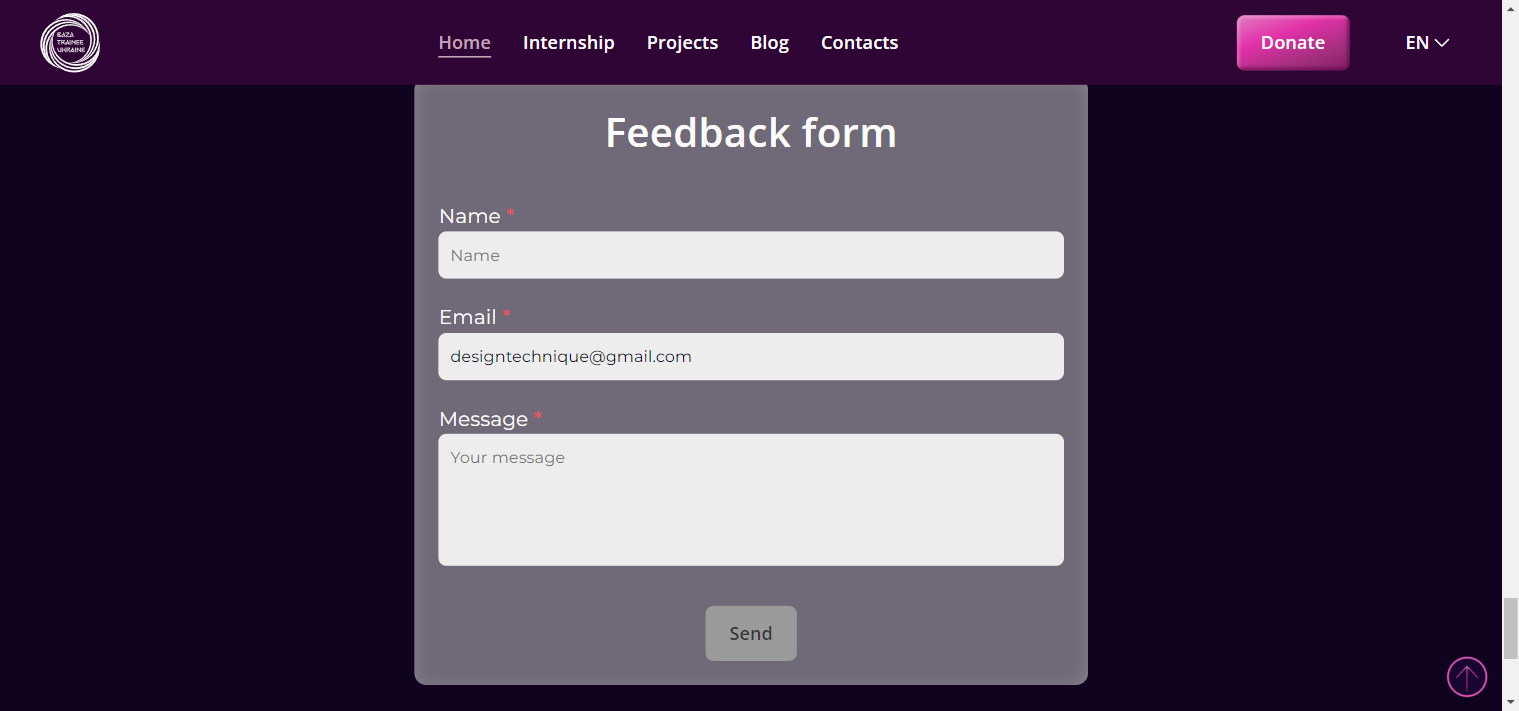 BAZA
TRAINEE
UKRAINE
Home Internship Projects Blog Contacts Donate EN
Feedback form
Name *
Name
Email *
designtechnique@gmail.com
Message *
Your message
Send